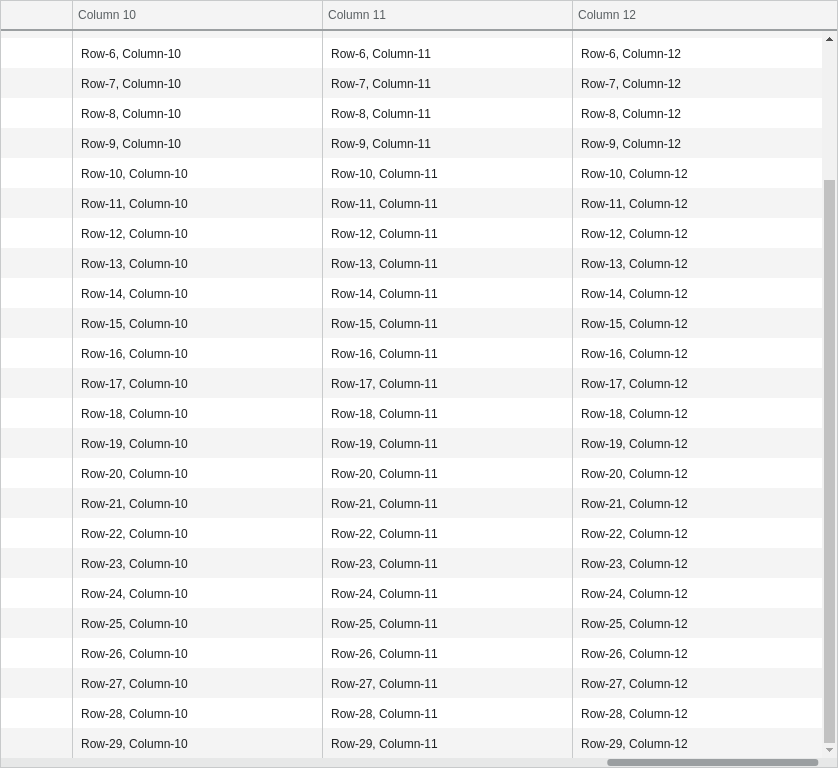 Column 10 Column 11 Column 12
Row-6, Column-10 Row-6, Column-11 Row-6, Column-12
Row-7, Column-10 Row-7, Column-11 Row-7, Column-12
Row-8, Column-10 Row-8, Column-11 Row-8, Column-12
Row-9, Column-10 Row-9, Column-11 Row-9, Column-12
Row-10, Column-10 Row-10, Column-11 Row-10, Column-12
Row-11, Column-10 Row-11, Column-11 Row-11, Column-12
Row-12, Column-10 Row-12, Column-11 Row-12, Column-12
Row-13, Column-10 Row-13, Column-11 Row-13, Column-12
Row-14, Column-10 Row-14, Column-11 Row-14, Column-12
Row-15, Column-10 Row-15, Column-11 Row-15, Column-12
Row-16, Column-10 Row-16, Column-11 Row-16, Column-12
Row-17, Column-10 Row-17, Column-11 Row-17, Column-12
Row-18, Column-10 Row-18, Column-11 Row-18, Column-12
Row-19, Column-10 Row-19, Column-11 Row-19, Column-12
Row-20, Column-10 Row-20, Column-11 Row-20, Column-12
Row-21, Column-10 Row-21, Column-11 Row-21, Column-12
Row-22, Column-10 Row-22, Column-11 Row-22, Column-12
Row-23, Column-10 Row-23, Column-11 Row-23, Column-12
Row-24, Column-10 Row-24, Column-11 Row-24, Column-12
Row-25, Column-10 Row-25, Column-11 Row-25, Column-12
Row-26, Column-10 Row-26, Column-11 Row-26, Column-12
Row-27, Column-10 Row-27, Column-11 Row-27, Column-12
Row-28, Column-10 Row-28, Column-11 Row-28, Column-12
Row-29, Column-10 Row-29, Column-11 Row-29, Column-12